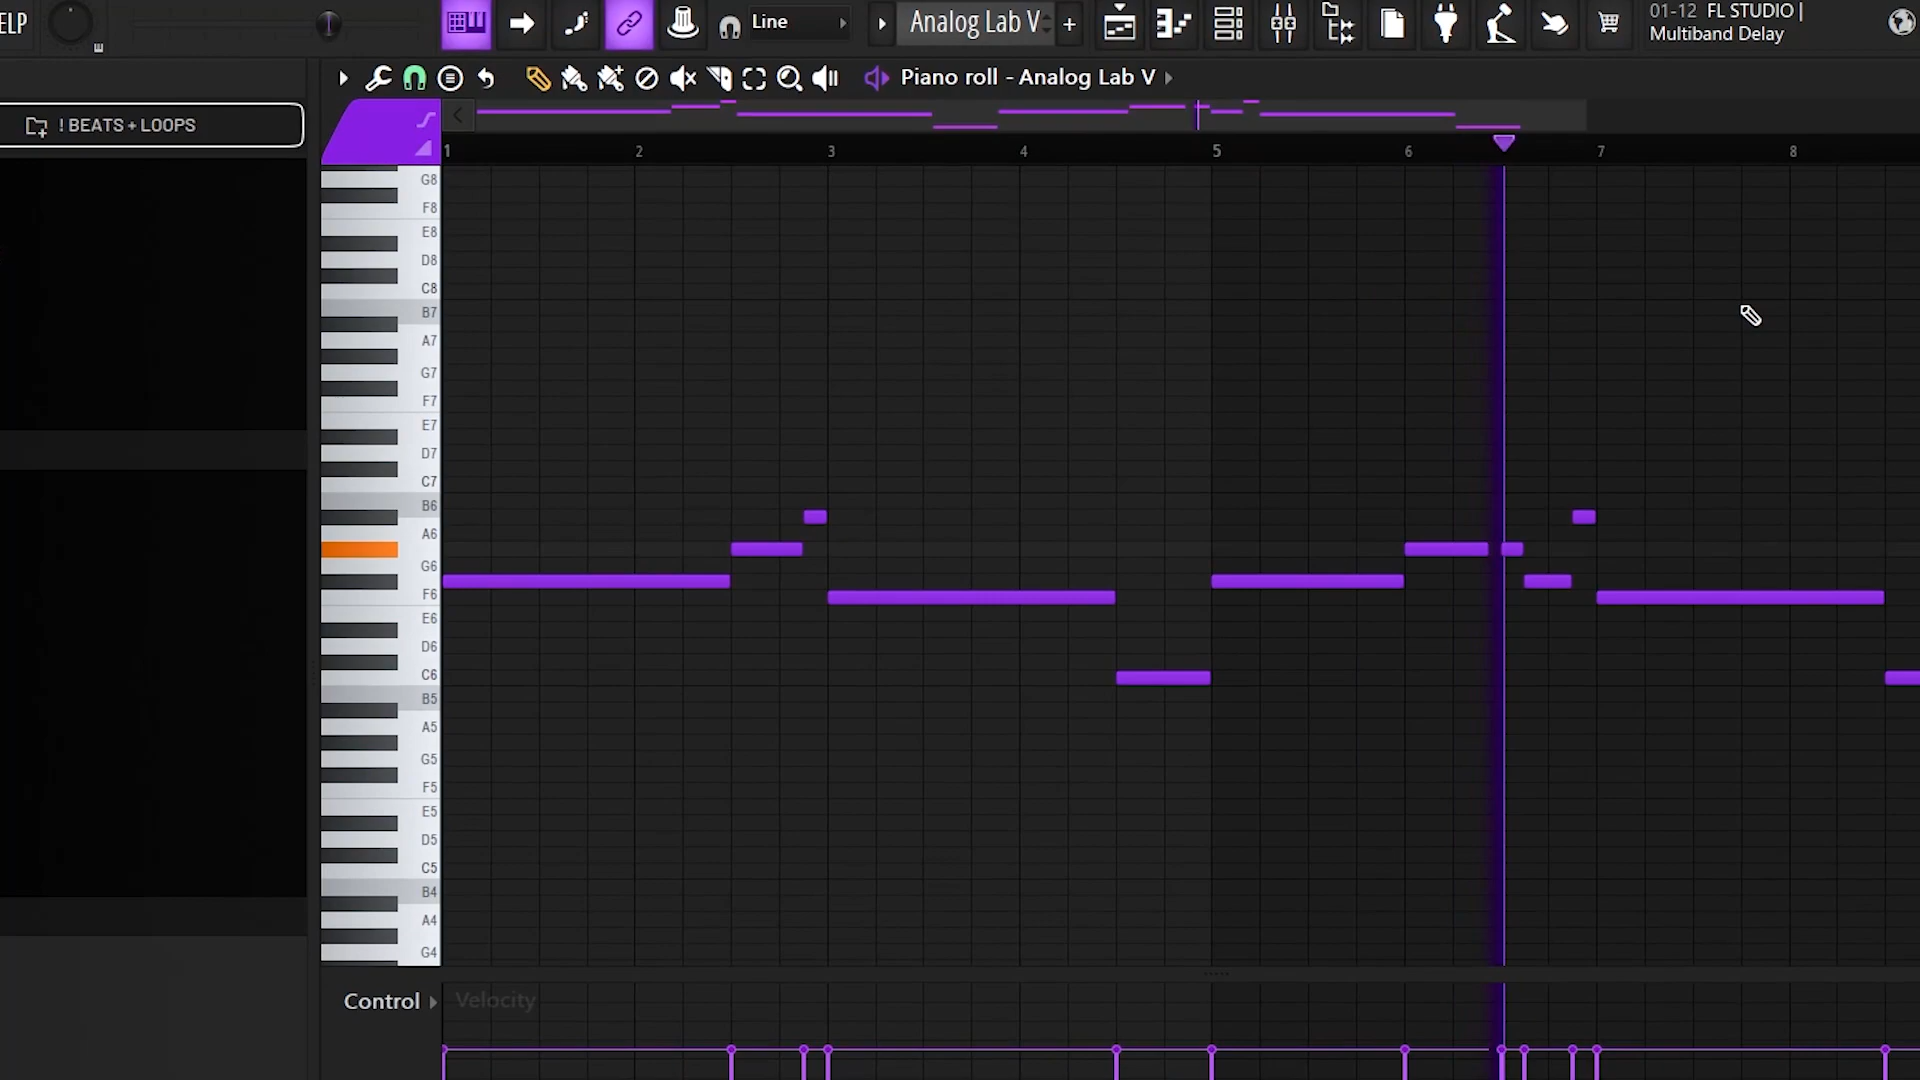 ELP
Line
Analog Lab V
+
01-12 FL STUDIO |
Multiband Delay
Piano roll - Analog Lab V
! BEATS + LOOPS
1 2 3 4 5 6 7 8
G8
F8
E8
D8
C8
B7
A7
G7
F7
E7
D7
C7
B6
A6
G6
F6
E6
D6
C6
B5
A5
G5
F5
E5
D5
C5
B4
A4
G4
Control Velocity